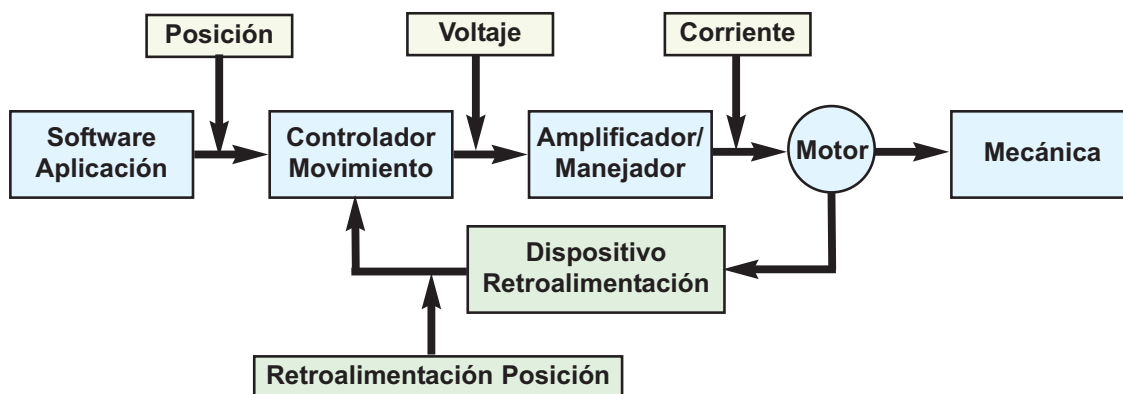 Posición
Voltaje
Corriente
Software
Aplicación
Controlador
Movimiento
Amplificador/
Manejador
Motor
Mecánica
Dispositivo
Retroalimentación
Retroalimentación Posición